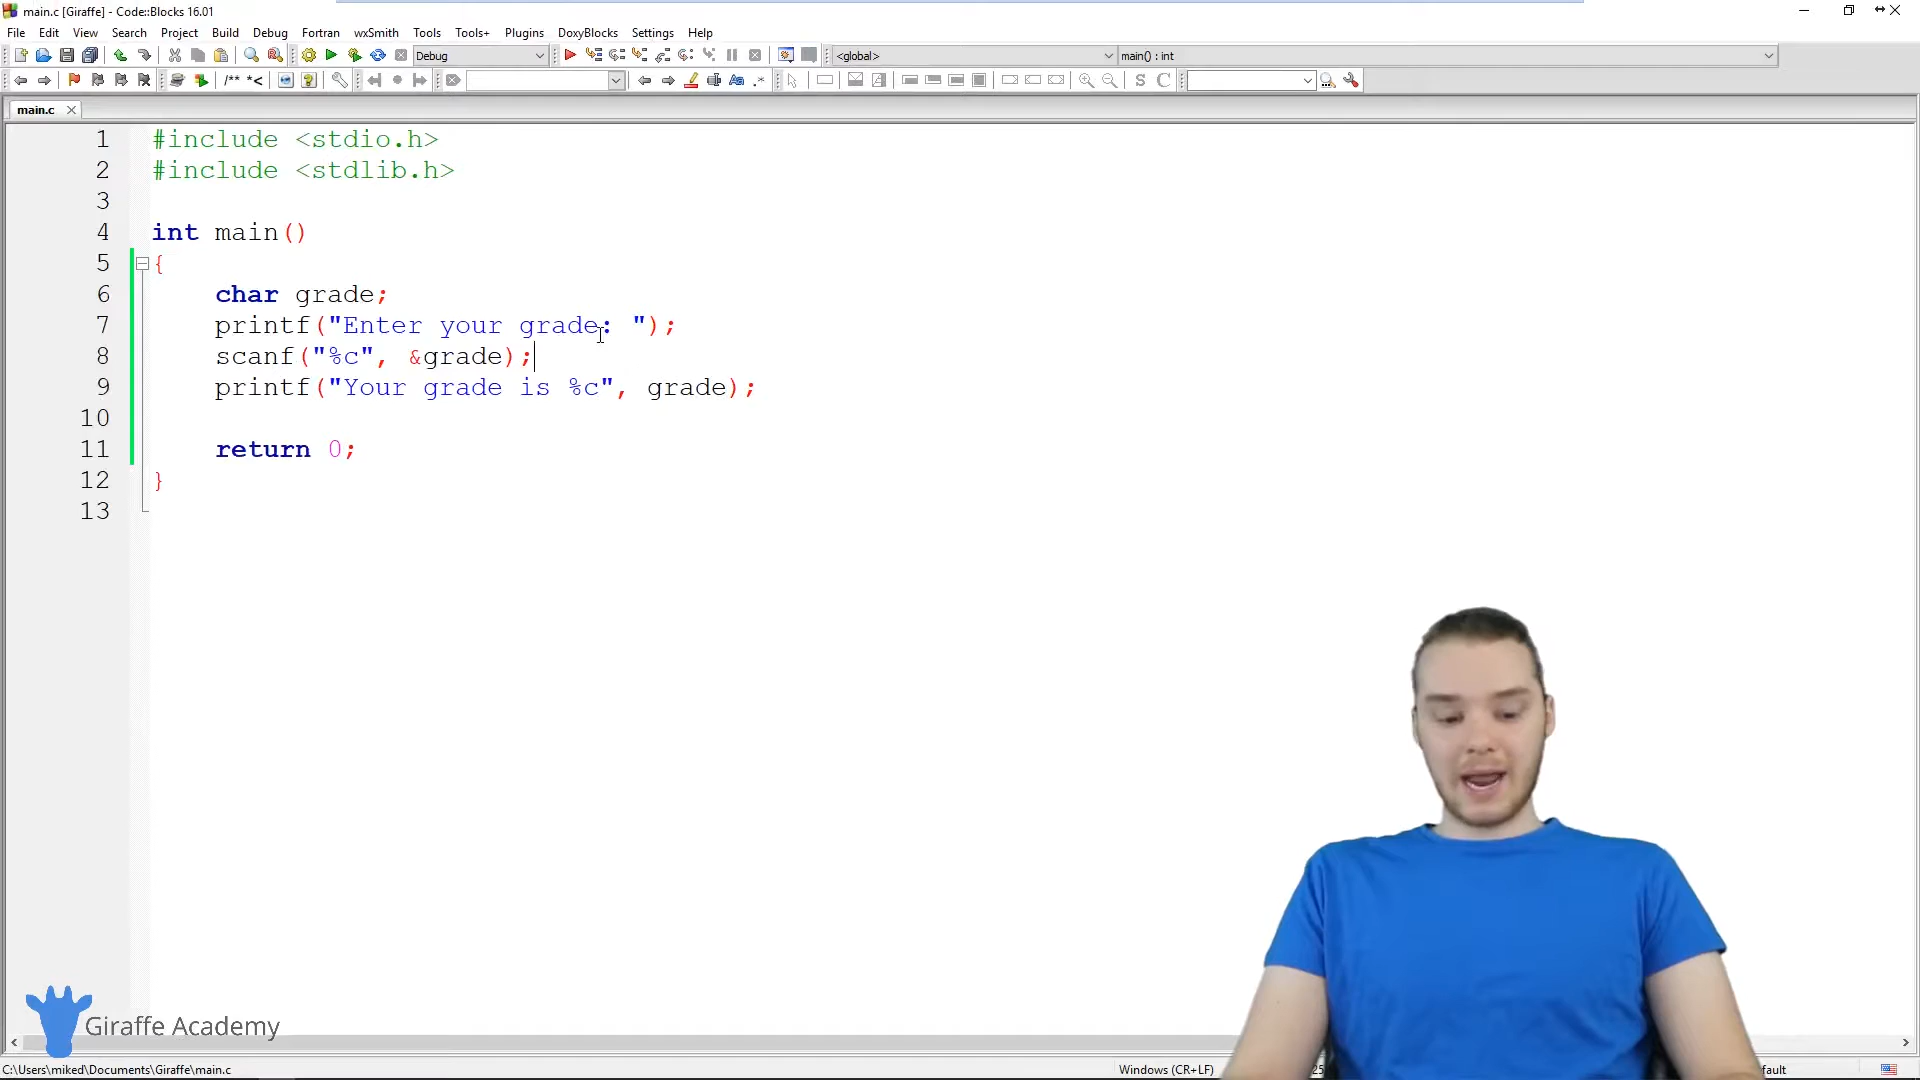 main.c [Giraffe] - Code::Blocks 16.01
File Edit View Search Project Build Debug Fortran wxSmith Tools Tools+ Plugins DoxyBlocks Settings Help
Debug <global> main() : int
/** *< .* S C
main.c
1 #include <stdio.h>
2 #include <stdlib.h>
3
4 int main()
5 {
6 char grade;
7 printf("Enter your grade: ");
8 scanf("%c", &grade);
9 printf("Your grade is %c", grade);
10
11 return 0;
12 }
13
Giraffe Academy
C:\Users\miked\Documents\Giraffe\main.c Windows (CR+LF)